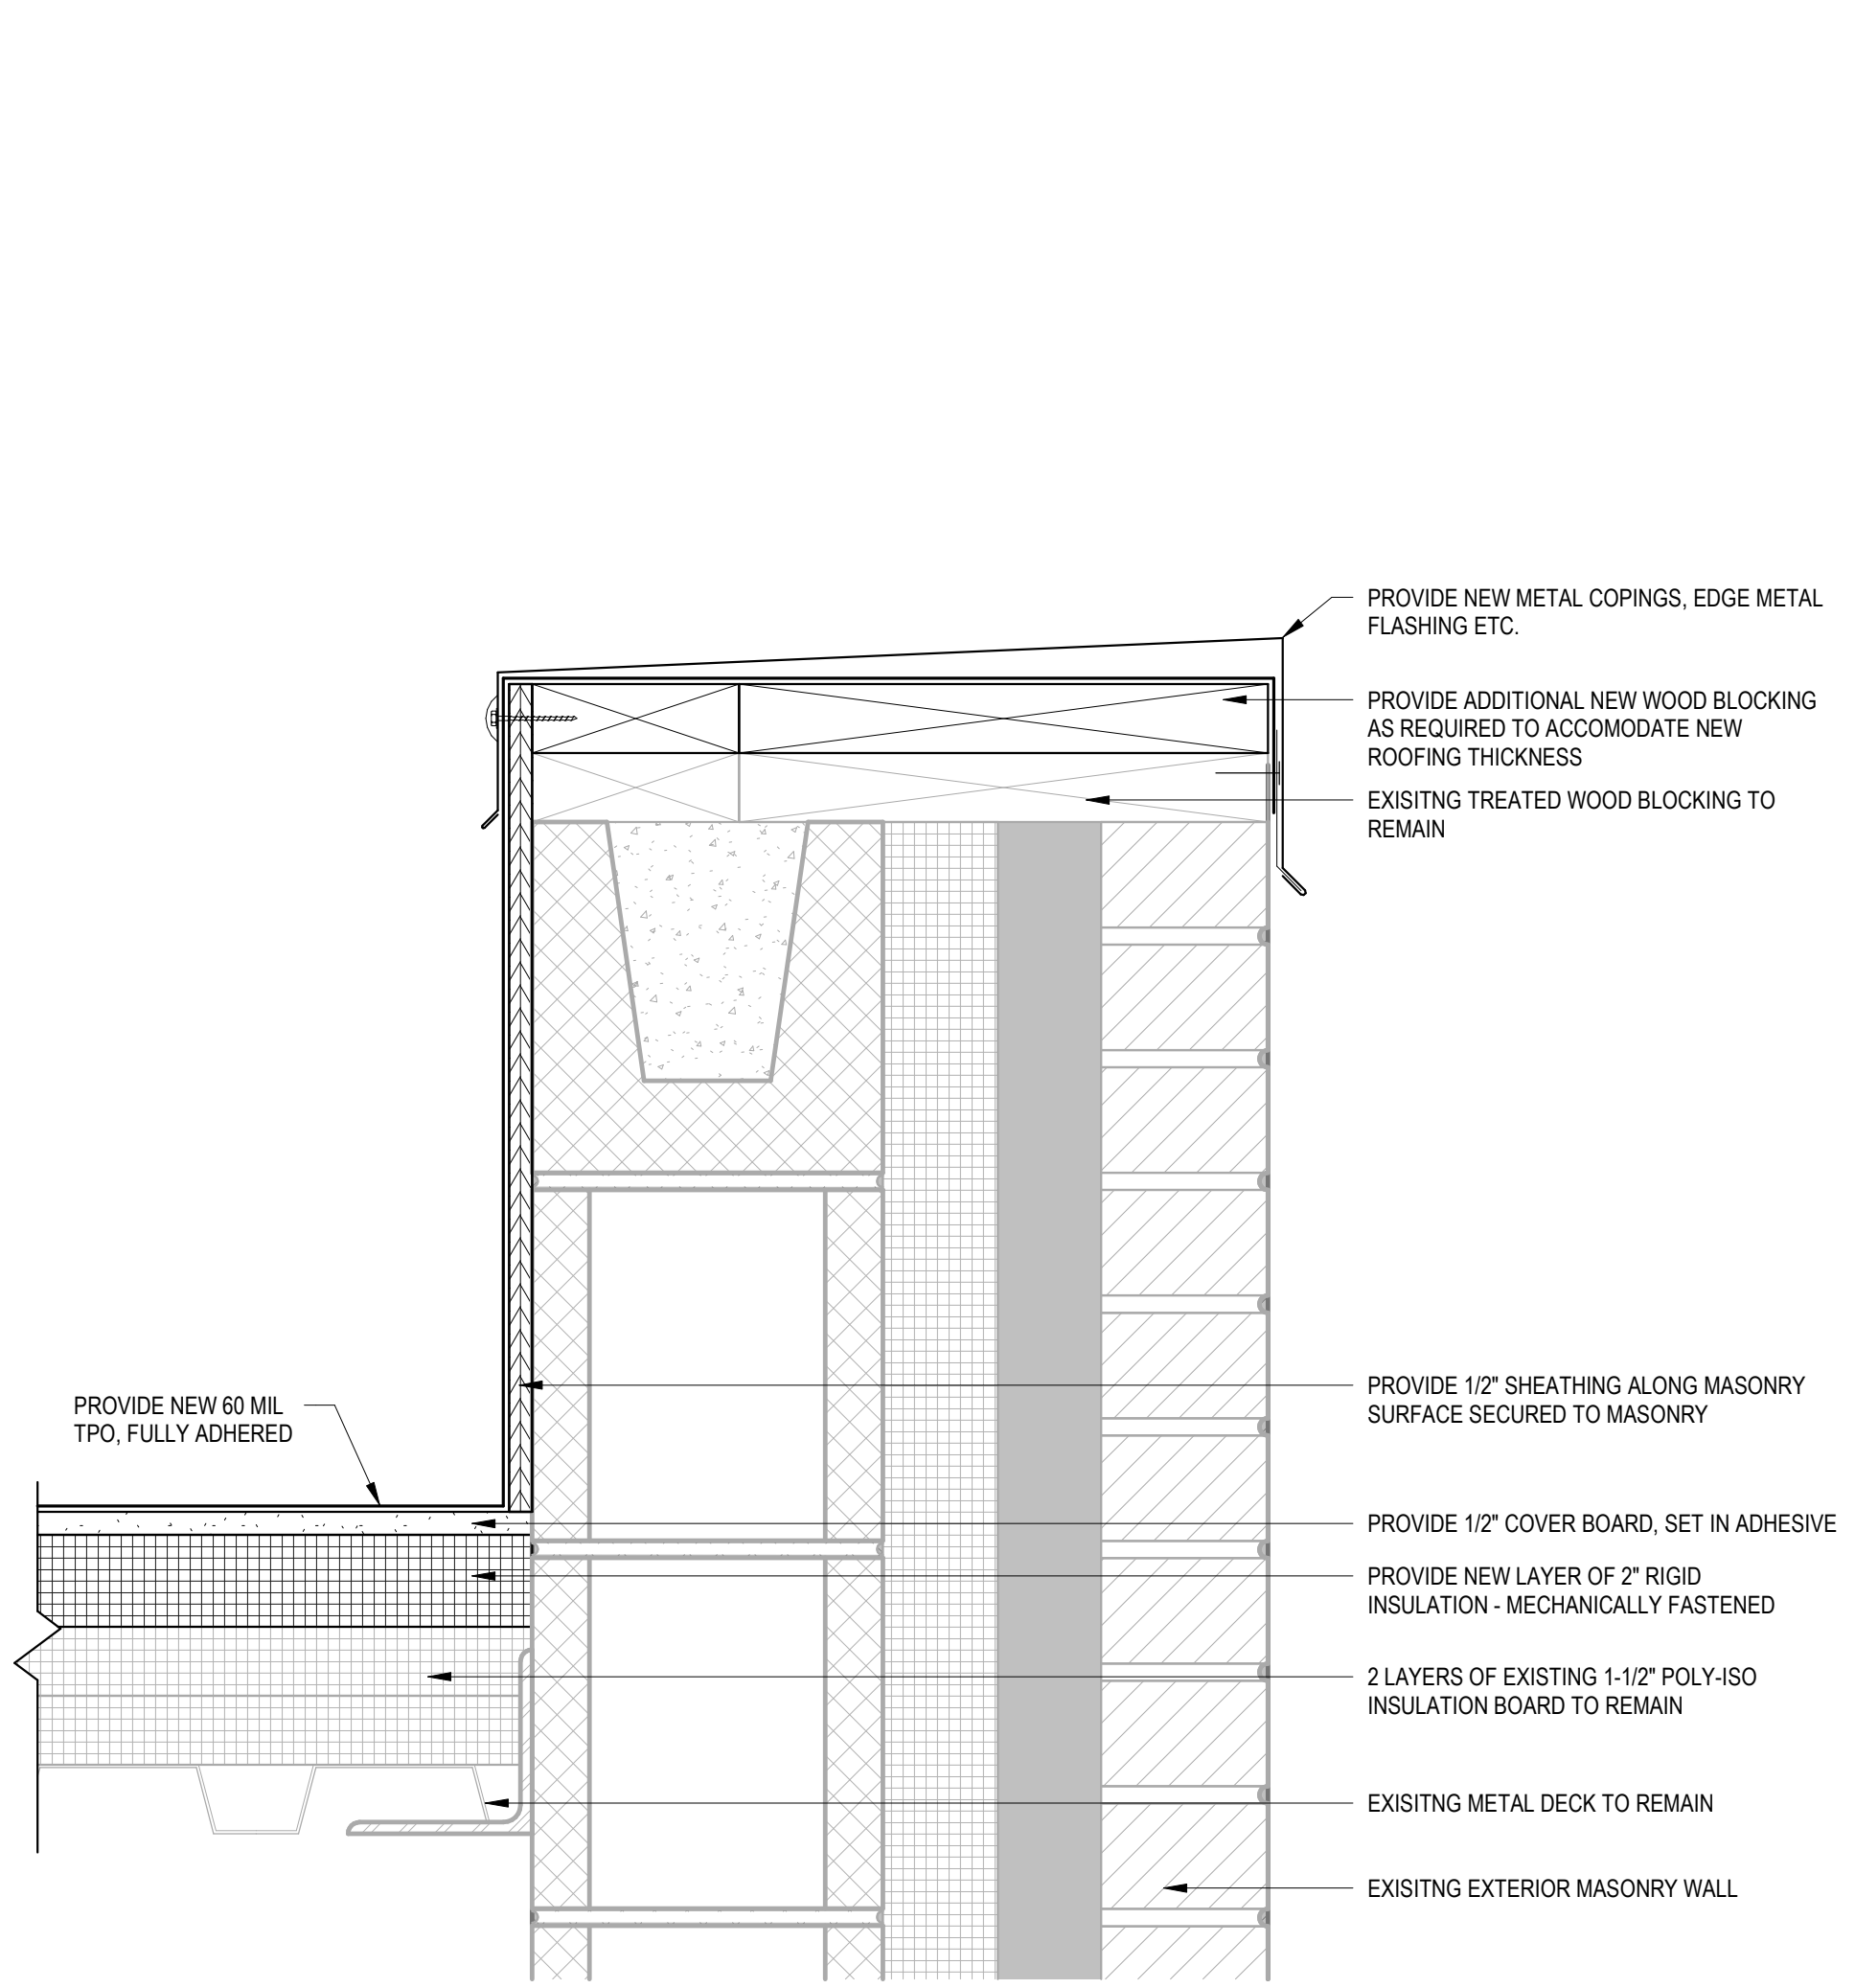 PROVIDE NEW METAL COPINGS, EDGE METAL
FLASHING ETC.
PROVIDE ADDITIONAL NEW WOOD BLOCKING
AS REQUIRED TO ACCOMODATE NEW
ROOFING THICKNESS
EXISITNG TREATED WOOD BLOCKING TO
REMAIN
PROVIDE 1/2" SHEATHING ALONG MASONRY
SURFACE SECURED TO MASONRY
PROVIDE NEW 60 MIL
TPO, FULLY ADHERED
PROVIDE 1/2" COVER BOARD, SET IN ADHESIVE
PROVIDE NEW LAYER OF 2" RIGID
INSULATION - MECHANICALLY FASTENED
2 LAYERS OF EXISTING 1-1/2" POLY-ISO
INSULATION BOARD TO REMAIN
EXISITNG METAL DECK TO REMAIN
EXISITNG EXTERIOR MASONRY WALL